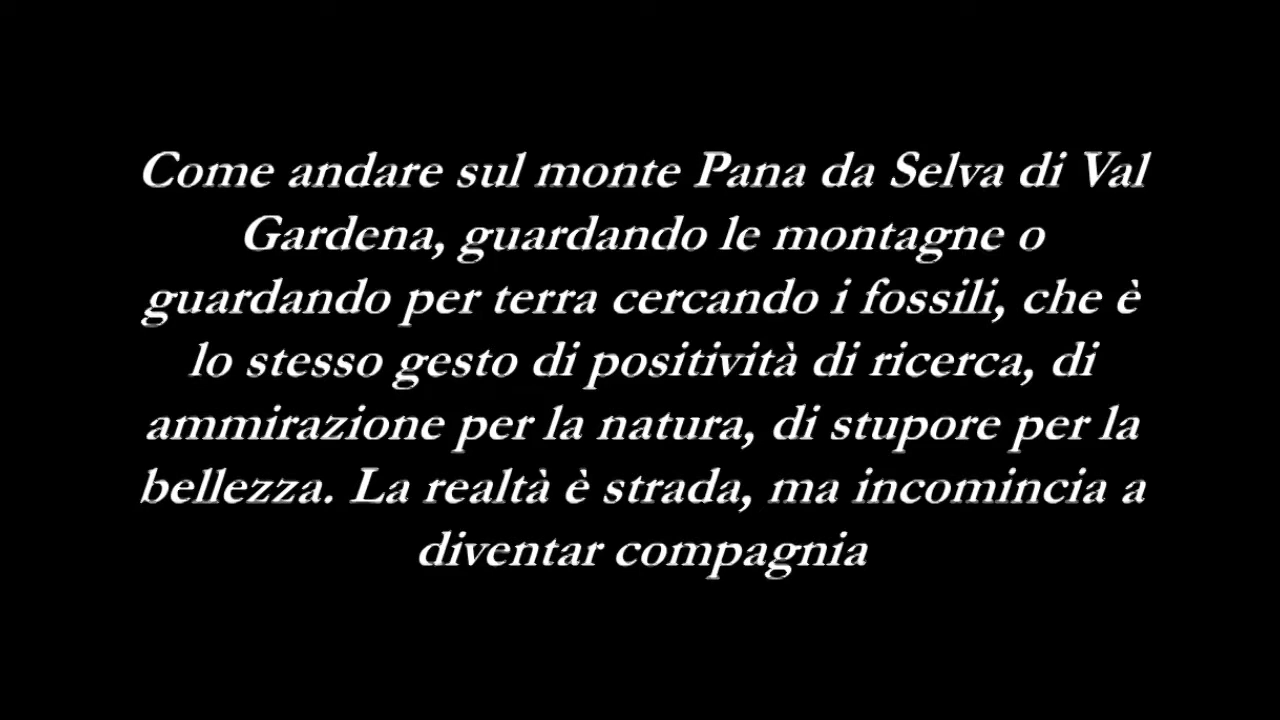 Come andare sul monte Pana da Selva di Val
Gardena, guardando le montagne o
guardando per terra cercando i fossili, che è
lo stesso gesto di positività di ricerca, di
ammirazione per la natura, di stupore per la
bellezza. La realtà è strada, ma incomincia a
diventar compagnia